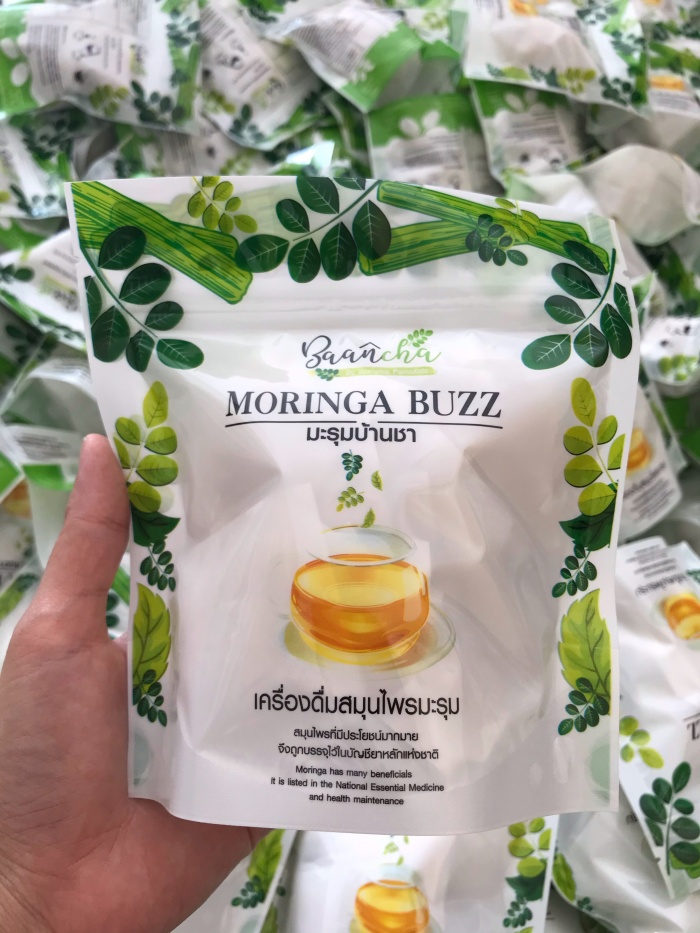 Baancha
MORINGA BUZZ
มะรุมบ้านชา
เครื่องดื่มสมุนไพรมะรุม
สมุนไพรที่มีประโยชน์มากมาย
จึงถูกบรรจุไว้ในบัญชียาหลักแห่งชาติ
Moringa has many beneficials
it is listed in the National Essential Medicine
and health maintenance